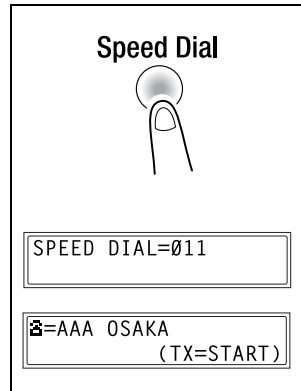 Speed Dial
SPEED DIAL=Ø11
☎=AAA OSAKA
(TX=START)